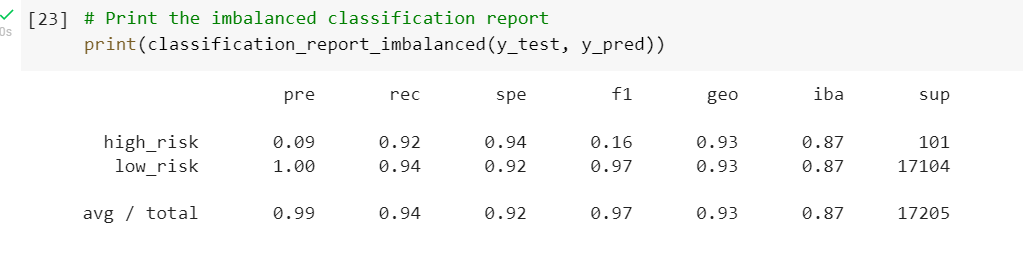 [23] # Print the imbalanced classification report
0s print(classification_report_imbalanced(y_test, y_pred))
pre rec spe f1 geo iba sup
high_risk 0.09 0.92 0.94 0.16 0.93 0.87 101
low_risk 1.00 0.94 0.92 0.97 0.93 0.87 17104
avg / total 0.99 0.94 0.92 0.97 0.93 0.87 17205